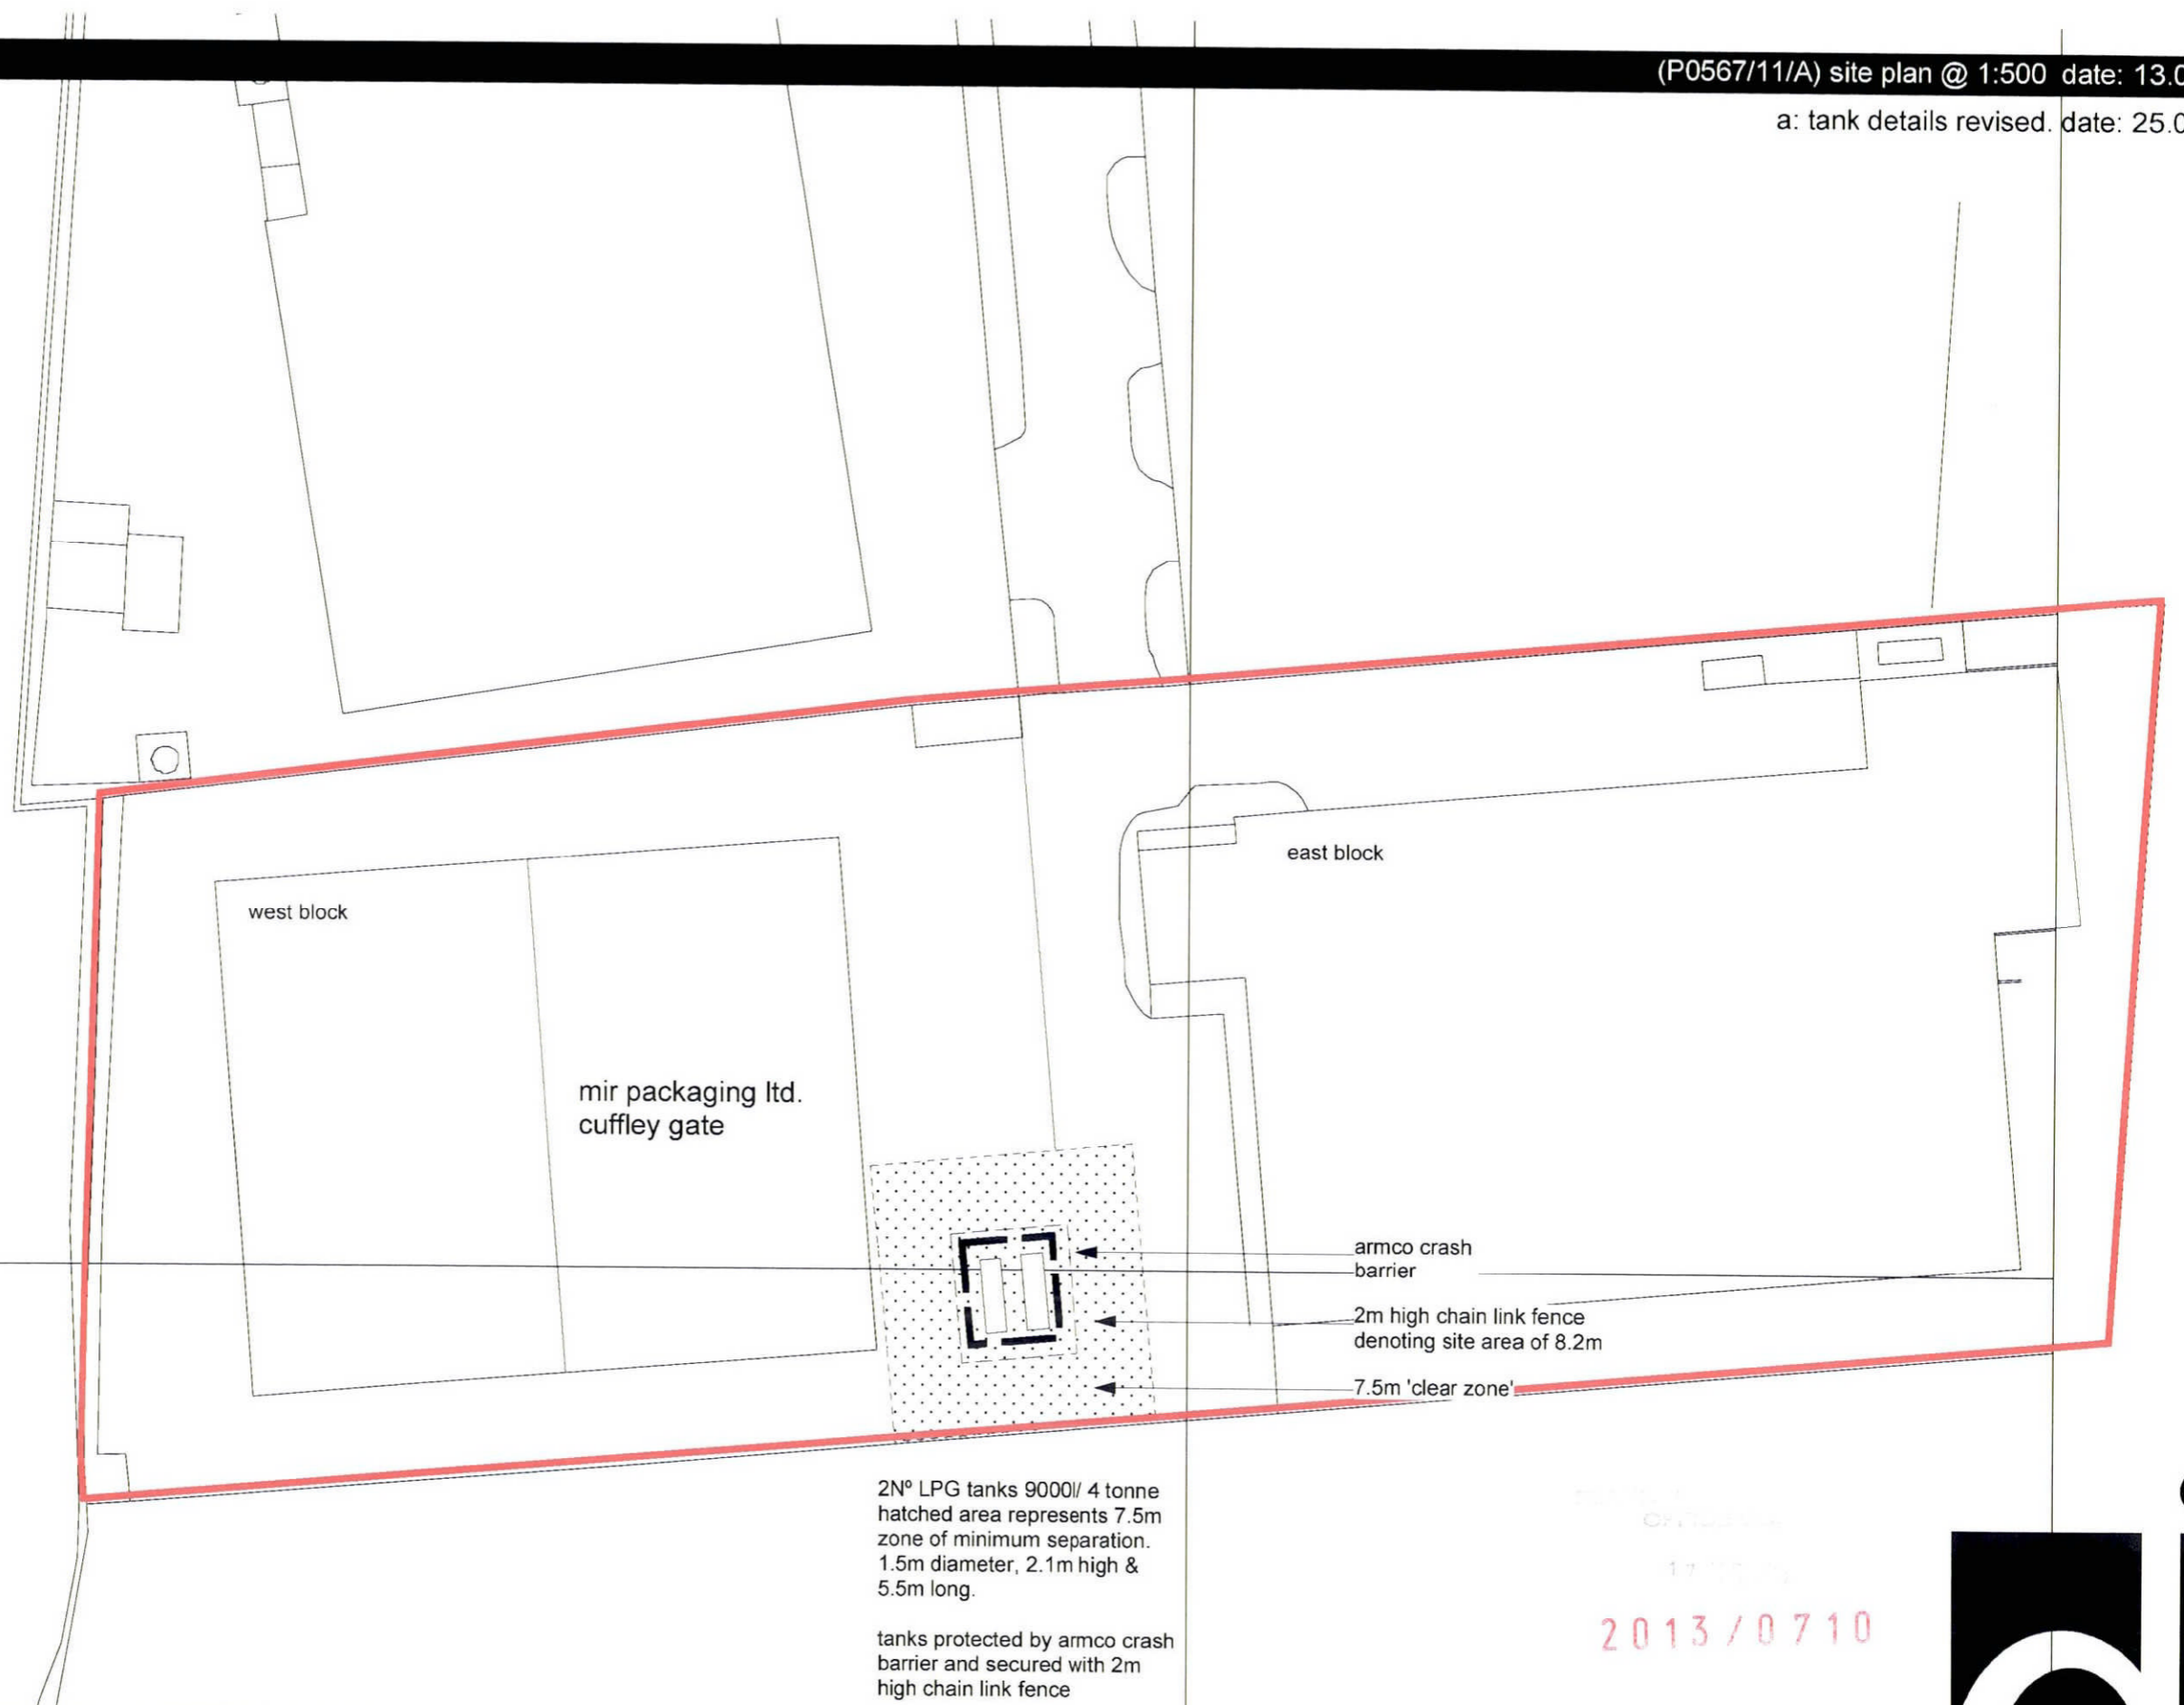 (P0567/11/A) site plan @ 1:500 date: 13.0
a: tank details revised. date: 25.0
east block
west block
mir packaging ltd.
cuffley gate
armco crash
barrier
2m high chain link fence
denoting site area of 8.2m
7.5m 'clear zone'
2Nº LPG tanks 9000l/ 4 tonne
hatched area represents 7.5m
zone of minimum separation.
1.5m diameter, 2.1m high &
5.5m long.
tanks protected by armco crash
barrier and secured with 2m
high chain link fence
2013/0710